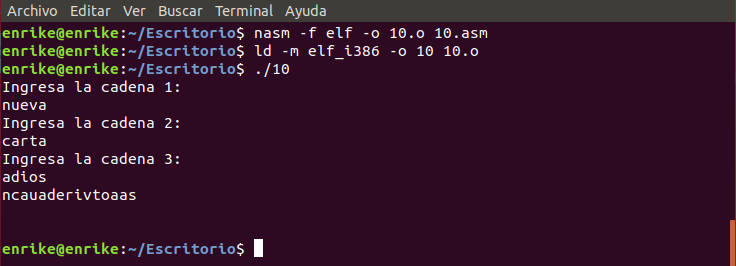 Archivo Editar Ver Buscar Terminal Ayuda
enrike@enrike:~/Escritorio$ nasm -f elf -o 10.o 10.asm
enrike@enrike:~/Escritorio$ ld -m elf_i386 -o 10 10.o
enrike@enrike:~/Escritorio$ ./10
Ingresa la cadena 1:
nueva
Ingresa la cadena 2:
carta
Ingresa la cadena 3:
adios
ncauaderivtoaas
enrike@enrike:~/Escritorio$